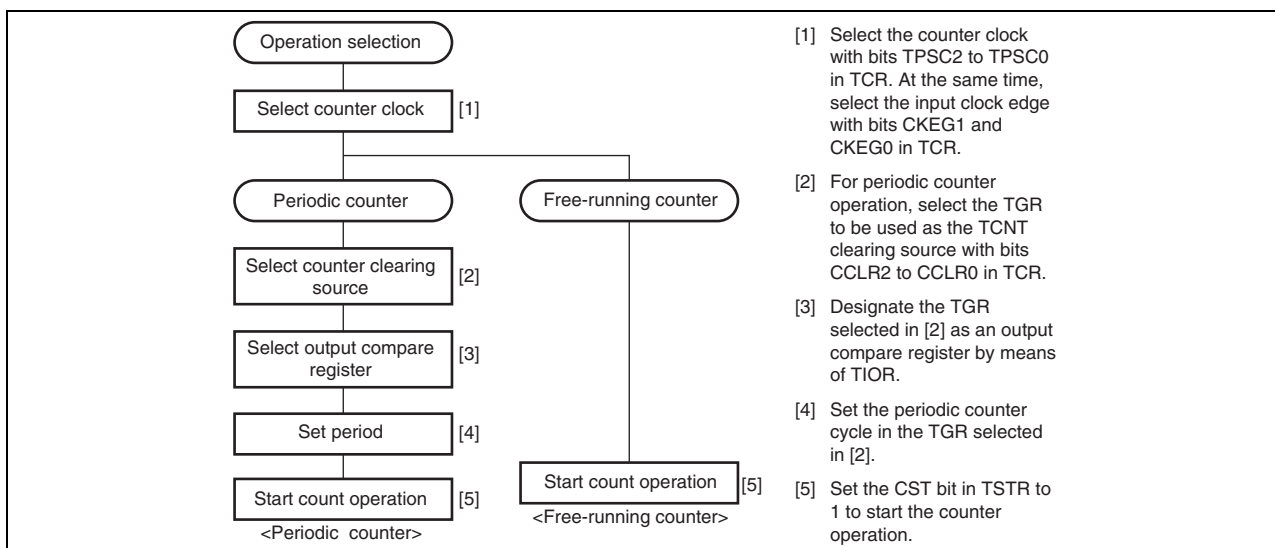 Operation selection
Select counter clock
[1]
Periodic counter
Free-running counter
Select counter clearing
source
[2]
Select output compare
register
[3]
Set period
[4]
Start count operation
[5]
<Periodic counter>
Start count operation
[5]
<Free-running counter>
[1] Select the counter clock
with bits TPSC2 to TPSC0
in TCR. At the same time,
select the input clock edge
with bits CKEG1 and
CKEG0 in TCR.
[2] For periodic counter
operation, select the TGR
to be used as the TCNT
clearing source with bits
CCLR2 to CCLR0 in TCR.
[3] Designate the TGR
selected in [2] as an output
compare register by means
of TIOR.
[4] Set the periodic counter
cycle in the TGR selected
in [2].
[5] Set the CST bit in TSTR to
1 to start the counter
operation.